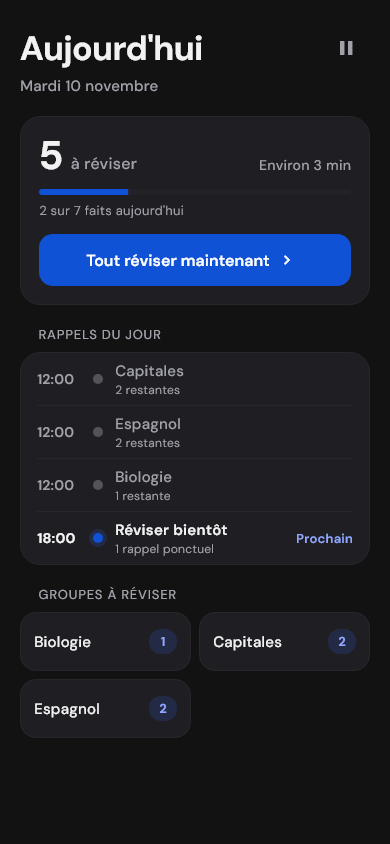 Aujourd'hui
Mardi 10 novembre
5 à réviser
Environ 3 min
2 sur 7 faits aujourd'hui
Tout réviser maintenant
RAPPELS DU JOUR
12:00 Capitales
2 restantes
12:00 Espagnol
2 restantes
12:00 Biologie
1 restante
18:00 Réviser bientôt Prochain
1 rappel ponctuel
GROUPES À RÉVISER
Biologie 1
Capitales 2
Espagnol 2